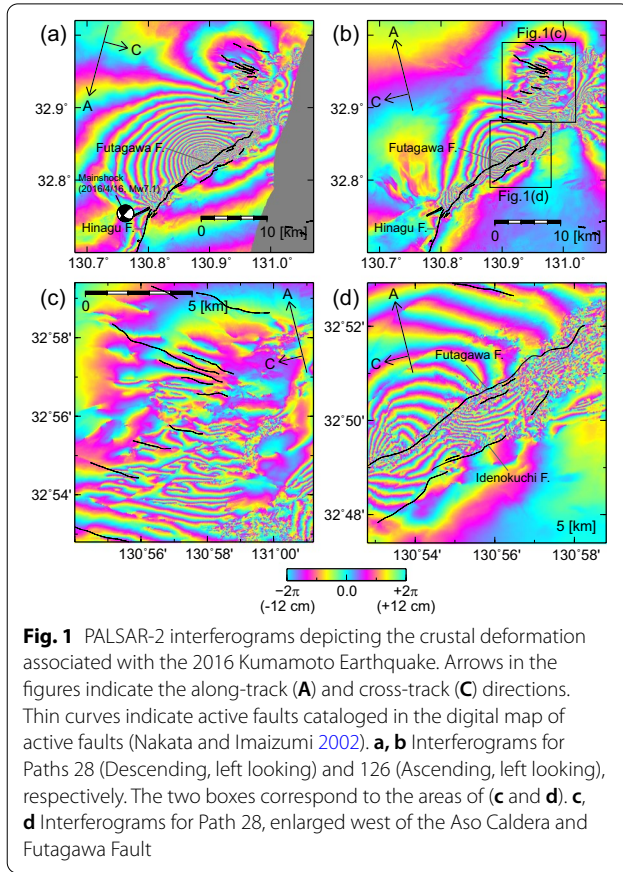 (a)
C
A
32.9°
32.8°
Futagawa F.
Mainshock
(2016/4/16, Mw7.1)
Hinagu F.
0 10 [km]
130.7° 130.8° 130.9° 131.0°
(b)
A
C
Fig.1(c)
Futagawa F.
Fig.1(d)
Hinagu F.
0 10 [km]
130.7° 130.8° 130.9° 131.0°
(c)
0 5 [km]
A
C
32°58'
32°56'
32°54'
130°56' 130°58' 131°00'
(d)
A
C
32°52'
Futagawa F.
32°50'
Idenokuchi F.
32°48'
5 [km]
130°54' 130°56' 130°58'
−2π 0.0 +2π
(-12 cm) (+12 cm)
Fig. 1 PALSAR-2 interferograms depicting the crustal deformation
associated with the 2016 Kumamoto Earthquake. Arrows in the
figures indicate the along-track (A) and cross-track (C) directions.
Thin curves indicate active faults cataloged in the digital map of
active faults (Nakata and Imaizumi 2002). a, b Interferograms for
Paths 28 (Descending, left looking) and 126 (Ascending, left looking),
respectively. The two boxes correspond to the areas of (c and d). c,
d Interferograms for Path 28, enlarged west of the Aso Caldera and
Futagawa Fault